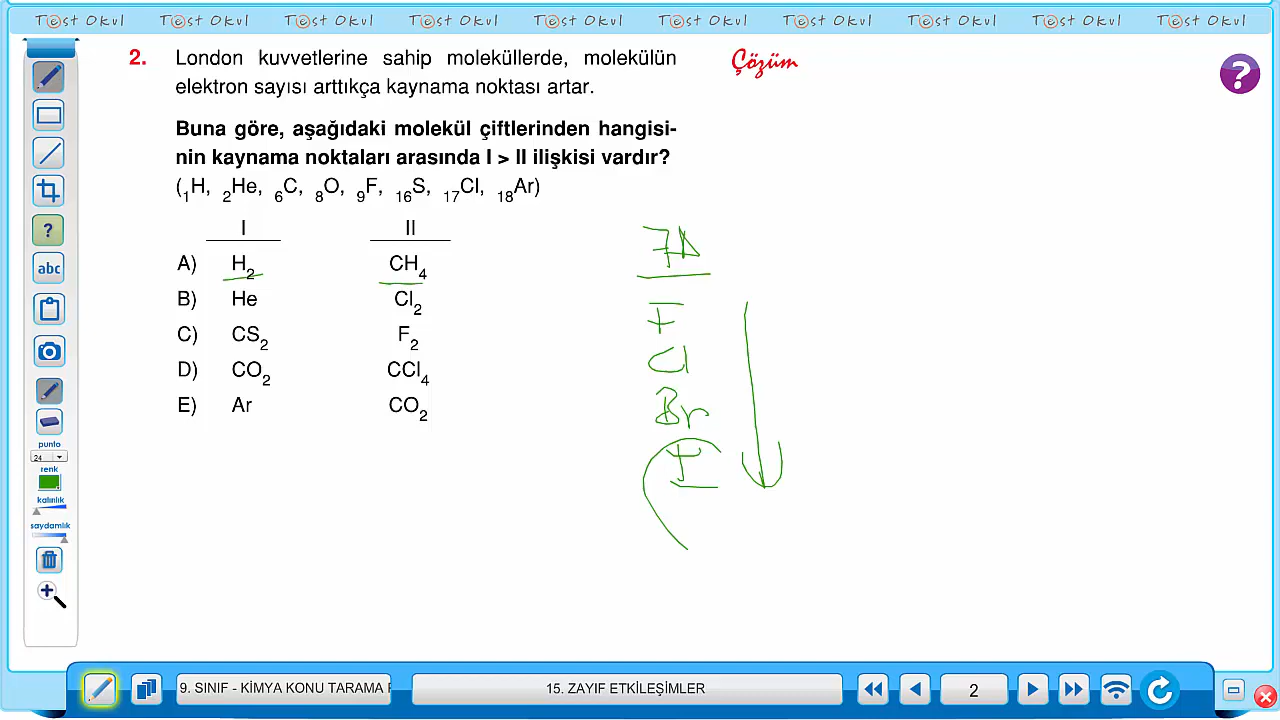 Test Okul Test Okul Test Okul Test Okul Test Okul Test Okul Test Okul Test Okul Test Okul Test Okul
2. London kuvvetlerine sahip moleküllerde, molekülün
elektron sayısı arttıkça kaynama noktası artar.
Çözüm
?
Buna göre, aşağıdaki molekül çiftlerinden hangisi-
nin kaynama noktaları arasında I > II ilişkisi vardır?
(₁H, ₂He, ₆C, ₈O, ₉F, ₁₆S, ₁₇Cl, ₁₈Ar)
I II
A) H₂ CH₄
B) He Cl₂
C) CS₂ F₂
D) CO₂ CCl₄
E) Ar CO₂
7A
F
Cl
Br
I
?
abc
punto
24
renk
kalınlık
saydamlık
9. SINIF - KİMYA KONU TARAMA F
15. ZAYIF ETKİLEŞİMLER
2